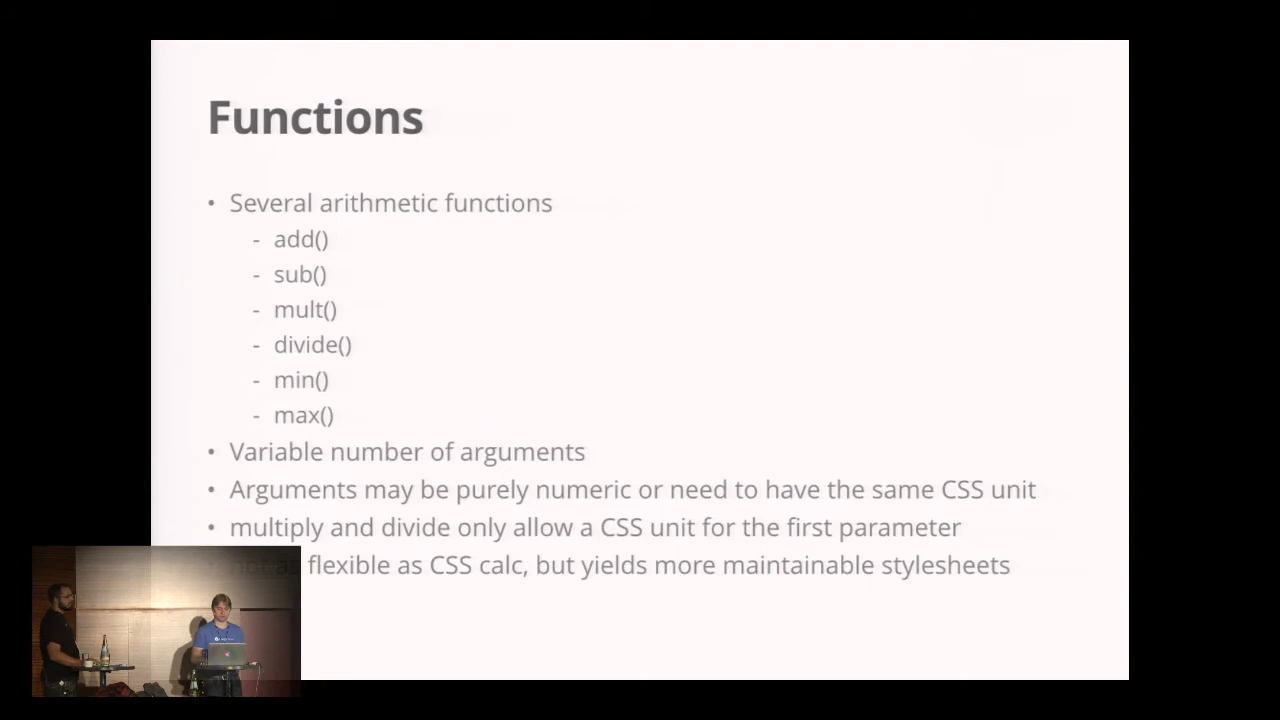 Functions
• Several arithmetic functions
- add()
- sub()
- mult()
- divide()
- min()
- max()
• Variable number of arguments
• Arguments may be purely numeric or need to have the same CSS unit
• multiply and divide only allow a CSS unit for the first parameter
flexible as CSS calc, but yields more maintainable stylesheets